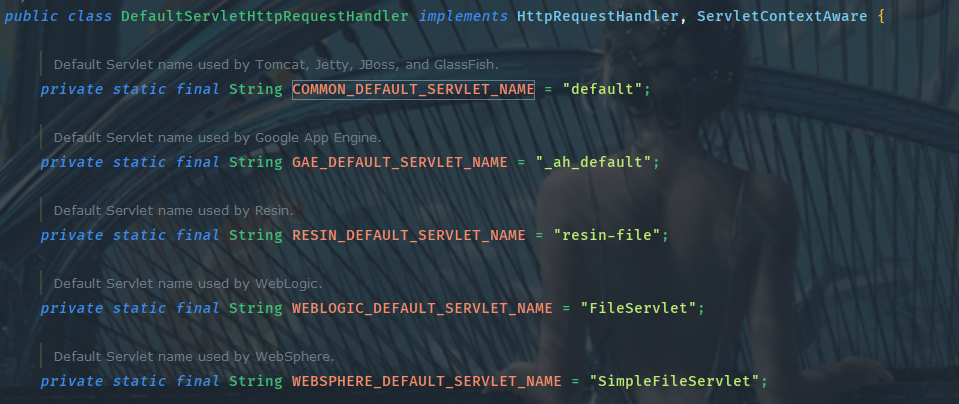 public class DefaultServletHttpRequestHandler implements HttpRequestHandler, ServletContextAware {
Default Servlet name used by Tomcat, Jetty, JBoss, and GlassFish.
private static final String COMMON_DEFAULT_SERVLET_NAME = "default";
Default Servlet name used by Google App Engine.
private static final String GAE_DEFAULT_SERVLET_NAME = "_ah_default";
Default Servlet name used by Resin.
private static final String RESIN_DEFAULT_SERVLET_NAME = "resin-file";
Default Servlet name used by WebLogic.
private static final String WEBLOGIC_DEFAULT_SERVLET_NAME = "FileServlet";
Default Servlet name used by WebSphere.
private static final String WEBSPHERE_DEFAULT_SERVLET_NAME = "SimpleFileServlet";